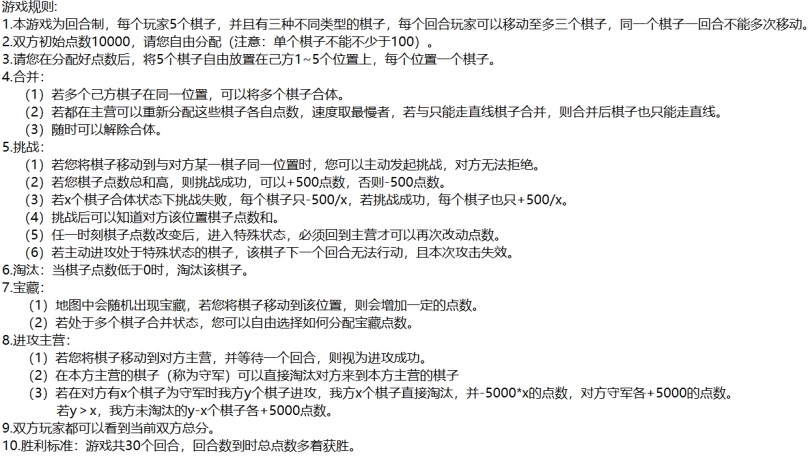 游戏规则:
1.本游戏为回合制，每个玩家5个棋子，并且有三种不同类型的棋子，每个回合玩家可以移动至多三个棋子，同一个棋子一回合不能多次移动。
2.双方初始点数10000，请您自由分配（注意：单个棋子不能不少于100）。
3.请您在分配好点数后，将5个棋子自由放置在己方1~5个位置上，每个位置一个棋子。
4.合并：
（1）若多个己方棋子在同一位置，可以将多个棋子合体。
（2）若都在主营可以重新分配这些棋子各自点数，速度取最慢者，若与只能走直线棋子合并，则合并后棋子也只能走直线。
（3）随时可以解除合体。
5.挑战：
（1）若您将棋子移动到与对方某一棋子同一位置时，您可以主动发起挑战，对方无法拒绝。
（2）若您棋子点数总和高，则挑战成功，可以+500点数，否则-500点数。
（3）若x个棋子合体状态下挑战失败，每个棋子只-500/x，若挑战成功，每个棋子也只+500/x。
（4）挑战后可以知道对方该位置棋子点数和。
（5）任一时刻棋子点数改变后，进入特殊状态，必须回到主营才可以再次改动点数。
（6）若主动进攻处于特殊状态的棋子，该棋子下一个回合无法行动，且本次攻击失效。
6.淘汰：当棋子点数低于0时，淘汰该棋子。
7.宝藏：
（1）地图中会随机出现宝藏，若您将棋子移动到该位置，则会增加一定的点数。
（2）若处于多个棋子合并状态，您可以自由选择如何分配宝藏点数。
8.进攻主营：
（1）若您将棋子移动到对方主营，并等待一个回合，则视为进攻成功。
（2）在本方主营的棋子（称为守军）可以直接淘汰对方来到本方主营的棋子
（3）若在对方有x个棋子为守军时我方y个棋子进攻，我方x个棋子直接淘汰，并-5000*x的点数，对方守军各+5000的点数。
若y＞x，我方未淘汰的y-x个棋子各+5000点数。
9.双方玩家都可以看到当前双方总分。
10.胜利标准：游戏共30个回合，回合数到时总点数多着获胜。